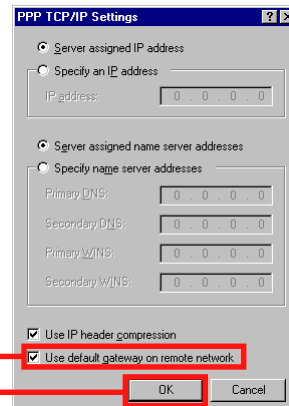 PPP TCP/IP Settings
Server assigned IP address
Specify an IP address
IP address: 0 . 0 . 0 . 0
Server assigned name server addresses
Specify name server addresses
Primary DNS: 0 . 0 . 0 . 0
Secondary DNS: 0 . 0 . 0 . 0
Primary WINS: 0 . 0 . 0 . 0
Secondary WINS: 0 . 0 . 0 . 0
Use IP header compression
Use default gateway on remote network
OK Cancel